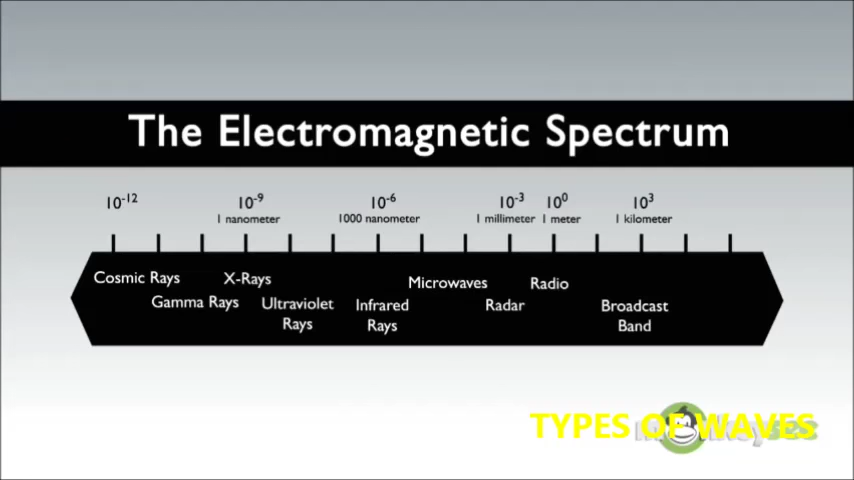 The Electromagnetic Spectrum
10-12 10-9 10-6 10-3 100 103
1 nanometer 1000 nanometer 1 millimeter 1 meter 1 kilometer
Cosmic Rays X-Rays Microwaves Radio
Gamma Rays Ultraviolet Rays Infrared Rays Radar Broadcast Band
TYPES OF WAVES